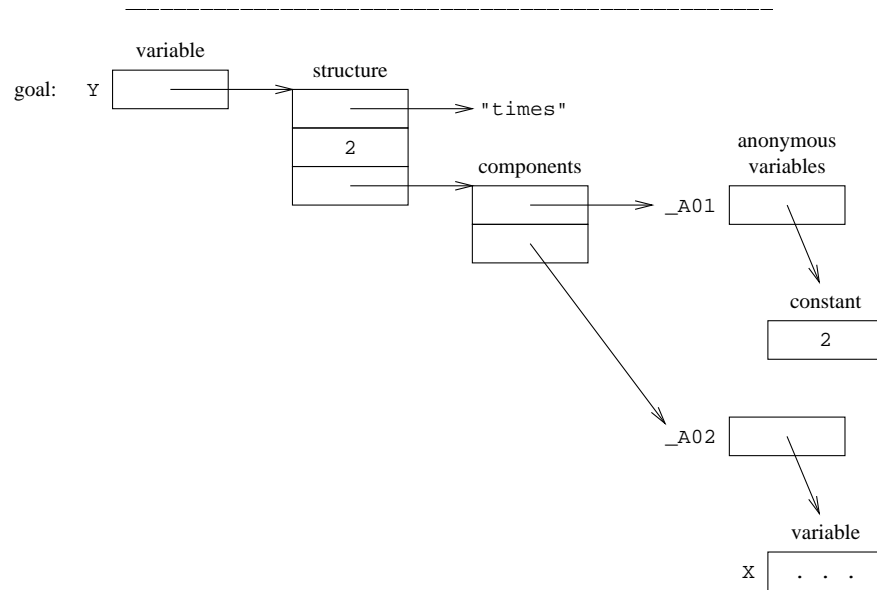 variable
structure
goal: Y
"times"
2
components
anonymous
variables
_A01
constant
2
_A02
variable
X . . .